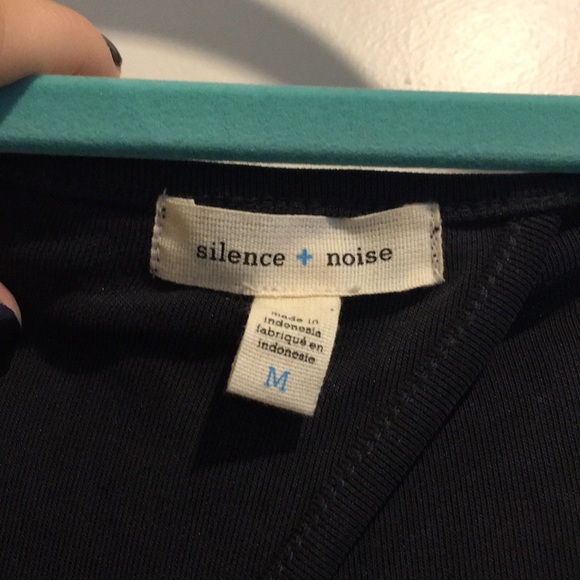 silence + noise
made in
indonesia
fabriqué en
indonésie
M